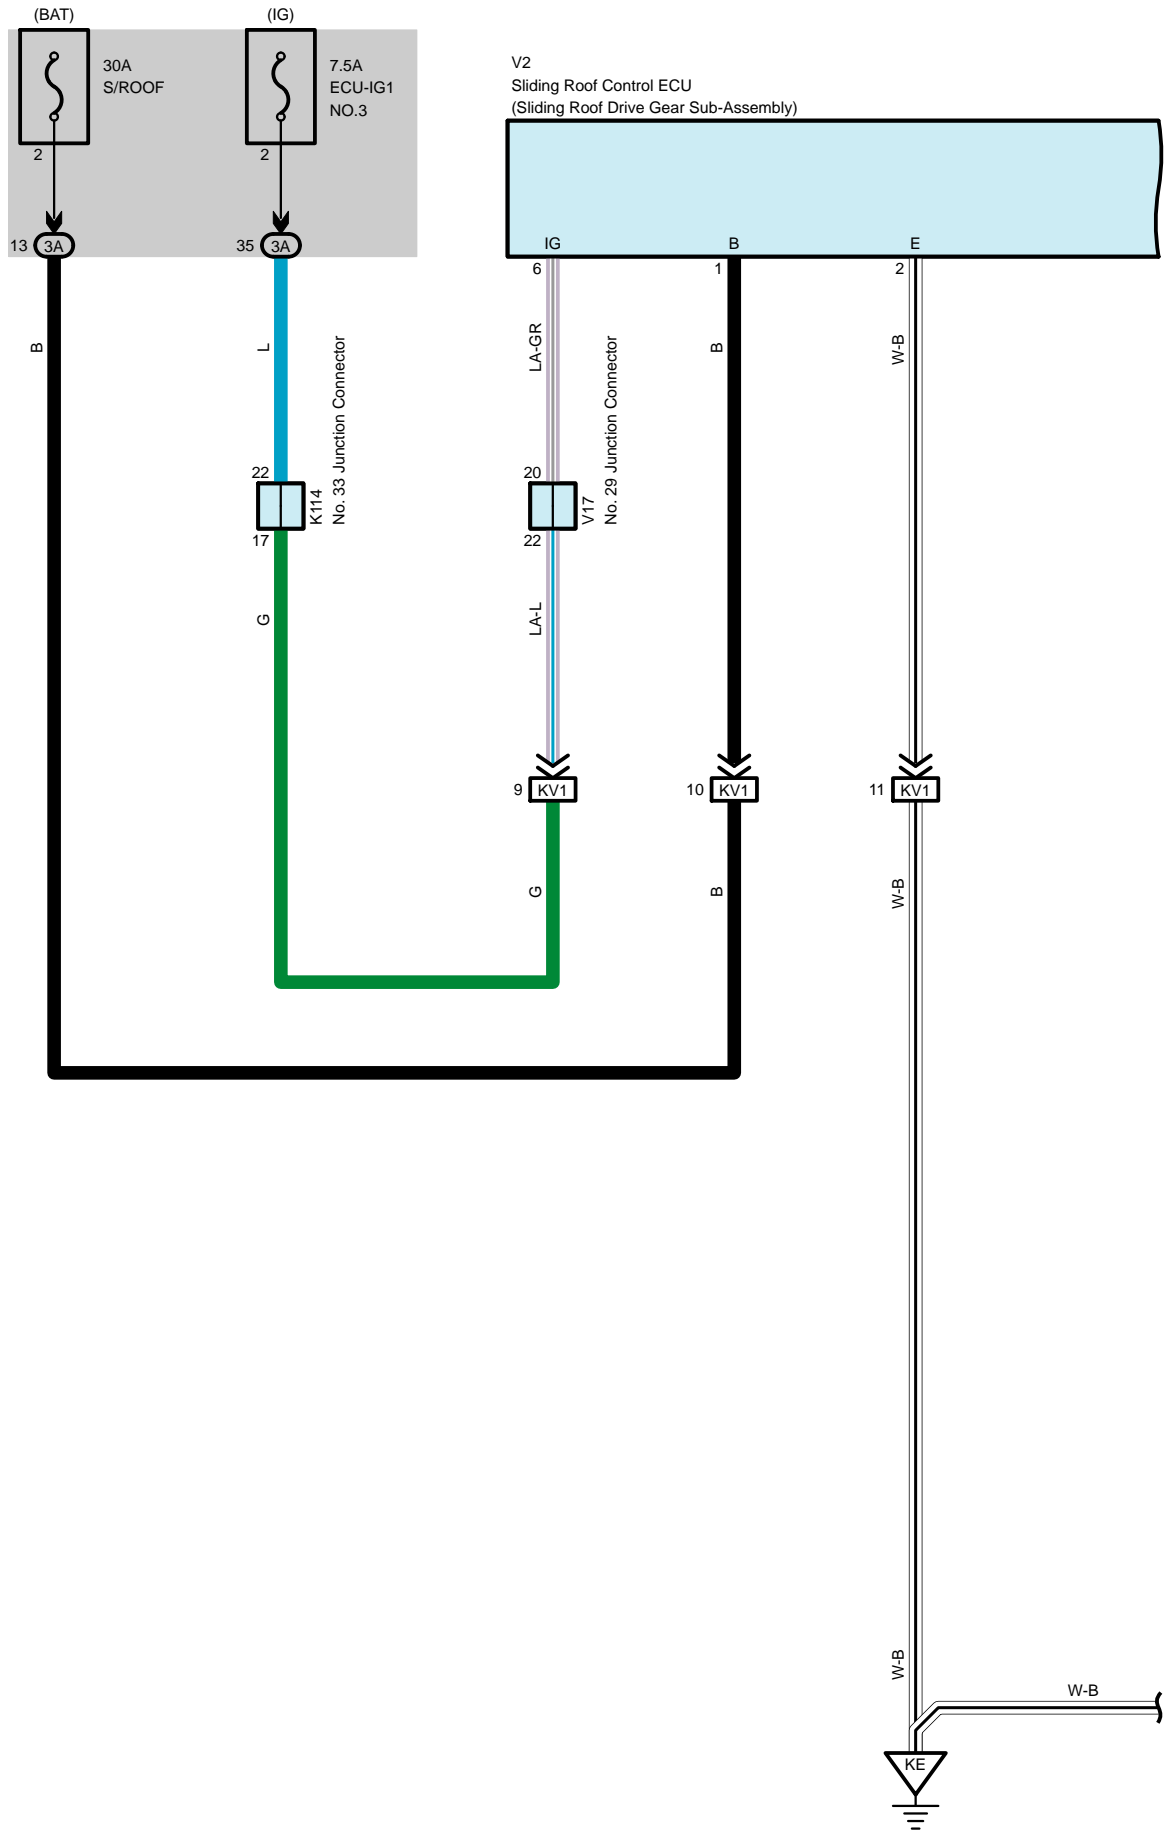 (BAT)
(IG)
30A
S/ROOF
7.5A
ECU-IG1
NO.3
V2
Sliding Roof Control ECU
(Sliding Roof Drive Gear Sub-Assembly)
2
2
13
3A
35
3A
IG
B
E
6
1
2
B
L
LA-GR
B
W-B
22
K114
No. 33 Junction Connector
17
20
V17
No. 29 Junction Connector
22
G
LA-L
9
KV1
10
KV1
11
KV1
G
B
W-B
W-B
W-B
KE